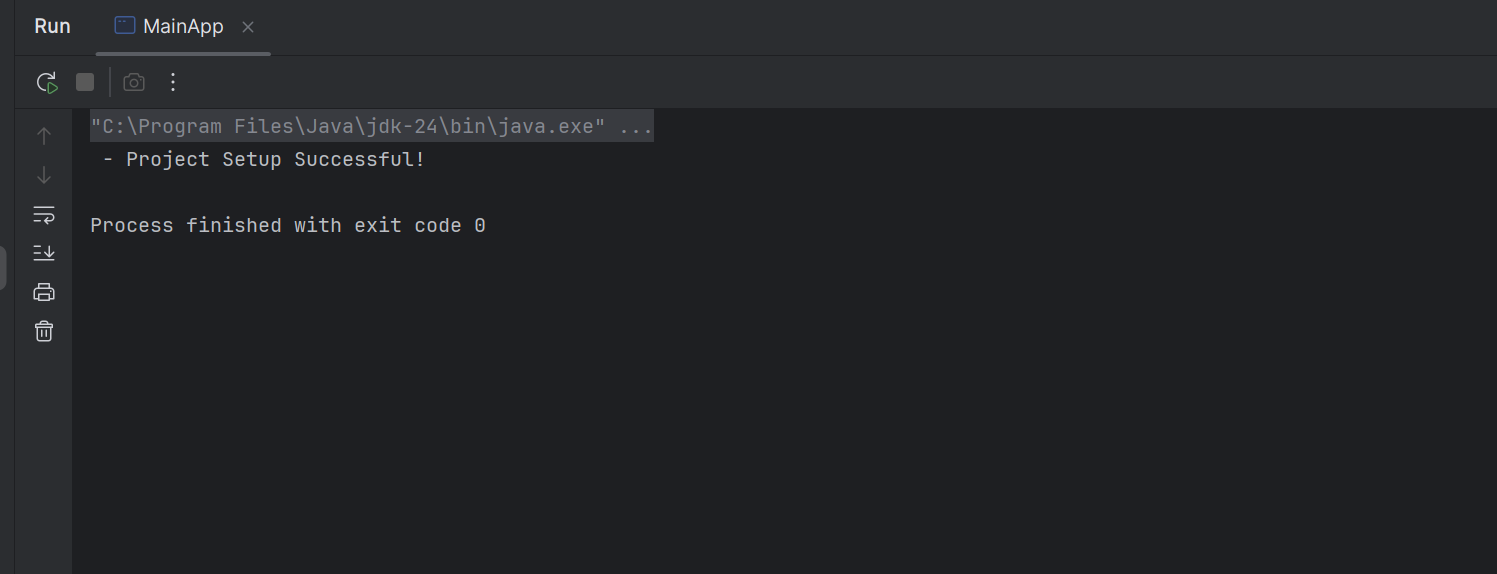 Run MainApp
"C:\Program Files\Java\jdk-24\bin\java.exe" ...
 - Project Setup Successful!
Process finished with exit code 0